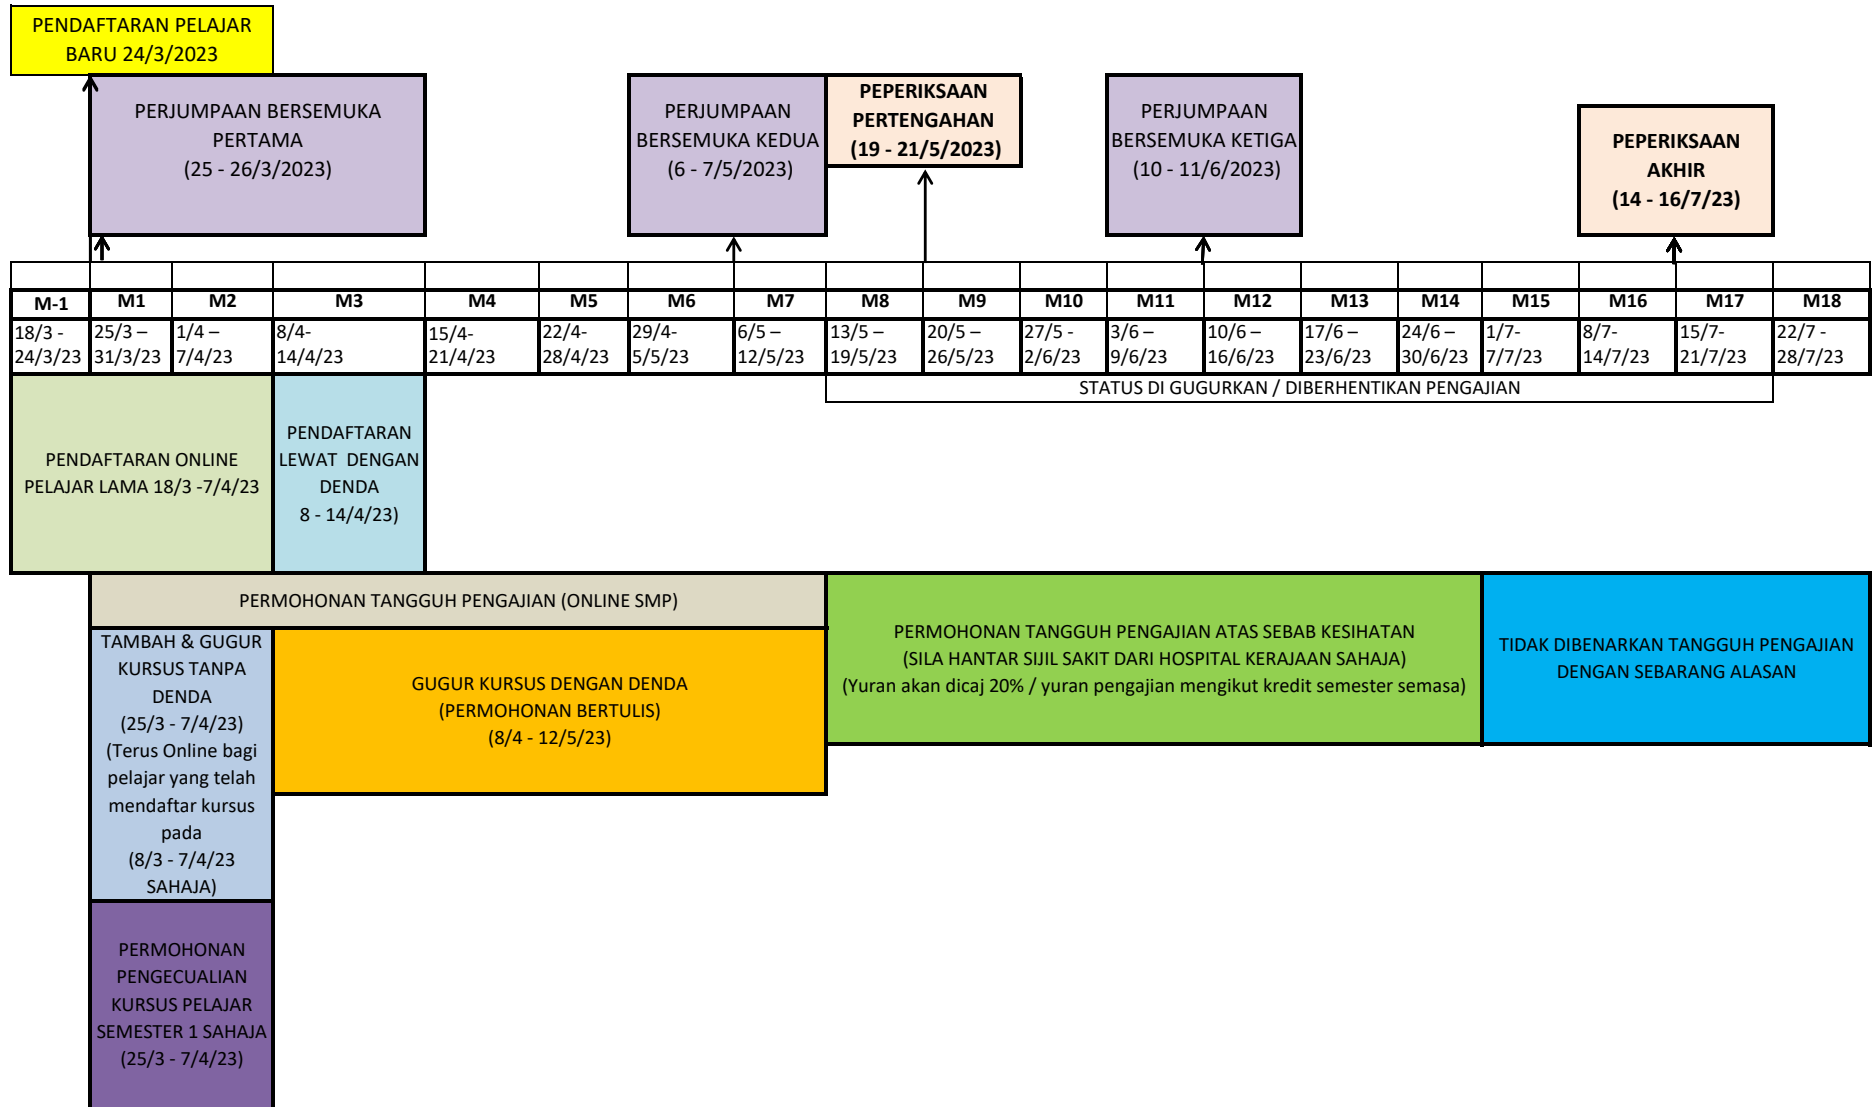 PENDAFTARAN PELAJAR
BARU 24/3/2023
PERJUMPAAN BERSEMUKA
PERTAMA
(25 - 26/3/2023)
PERJUMPAAN
BERSEMUKA KEDUA
(6 - 7/5/2023)
PEPERIKSAAN
PERTENGAHAN
(19 - 21/5/2023)
PERJUMPAAN
BERSEMUKA KETIGA
(10 - 11/6/2023)
PEPERIKSAAN
AKHIR
(14 - 16/7/23)
M-1 M1 M2 M3 M4 M5 M6 M7 M8 M9 M10 M11 M12 M13 M14 M15 M16 M17 M18
18/3 - 25/3 – 1/4 – 8/4- 15/4- 22/4- 29/4- 6/5 – 13/5 – 20/5 – 27/5 - 3/6 – 10/6 – 17/6 – 24/6 – 1/7- 8/7- 15/7- 22/7 -
24/3/23 31/3/23 7/4/23 14/4/23 21/4/23 28/4/23 5/5/23 12/5/23 19/5/23 26/5/23 2/6/23 9/6/23 16/6/23 23/6/23 30/6/23 7/7/23 14/7/23 21/7/23 28/7/23
STATUS DI GUGURKAN / DIBERHENTIKAN PENGAJIAN
PENDAFTARAN ONLINE
PELAJAR LAMA 18/3 -7/4/23
PENDAFTARAN
LEWAT DENGAN
DENDA
8 - 14/4/23)
PERMOHONAN TANGGUH PENGAJIAN (ONLINE SMP)
TAMBAH & GUGUR
KURSUS TANPA
DENDA
(25/3 - 7/4/23)
(Terus Online bagi
pelajar yang telah
mendaftar kursus
pada
(8/3 - 7/4/23
SAHAJA)
GUGUR KURSUS DENGAN DENDA
(PERMOHONAN BERTULIS)
(8/4 - 12/5/23)
PERMOHONAN TANGGUH PENGAJIAN ATAS SEBAB KESIHATAN
(SILA HANTAR SIJIL SAKIT DARI HOSPITAL KERAJAAN SAHAJA)
(Yuran akan dicaj 20% / yuran pengajian mengikut kredit semester semasa)
TIDAK DIBENARKAN TANGGUH PENGAJIAN
DENGAN SEBARANG ALASAN
PERMOHONAN
PENGECUALIAN
KURSUS PELAJAR
SEMESTER 1 SAHAJA
(25/3 - 7/4/23)